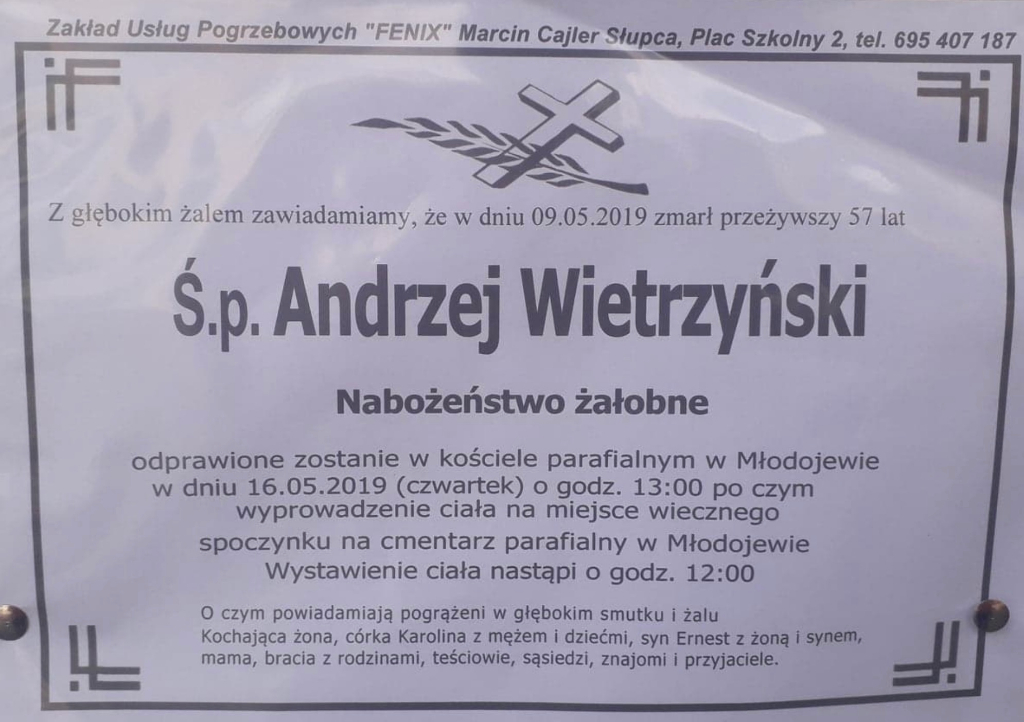 Zakład Usług Pogrzebowych "FENIX" Marcin Cajler Słupca, Plac Szkolny 2, tel. 695 407 187
Z głębokim żalem zawiadamiamy, że w dniu 09.05.2019 zmarł przeżywszy 57 lat
Ś.p. Andrzej Wietrzyński
Nabożeństwo żałobne
odprawione zostanie w kościele parafialnym w Młodojewie
w dniu 16.05.2019 (czwartek) o godz. 13:00 po czym
wyprowadzenie ciała na miejsce wiecznego
spoczynku na cmentarz parafialny w Młodojewie
Wystawienie ciała nastąpi o godz. 12:00
O czym powiadamiają pogrążeni w głębokim smutku i żalu
Kochająca żona, córka Karolina z mężem i dziećmi, syn Ernest z żoną i synem,
mama, bracia z rodzinami, teściowie, sąsiedzi, znajomi i przyjaciele.